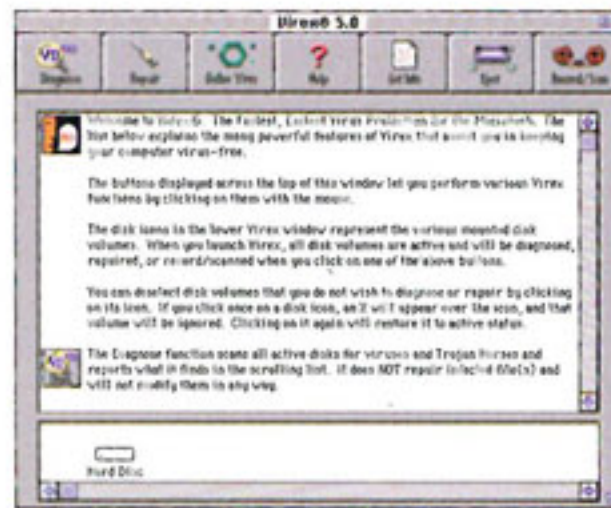 Virex® 5.0
VD
Diagnose
Repair
Define Virex
Help
Get Info
Eject
Record/Scan
Welcome to Virex®. The Fastest, Easiest Virus Protection for the Macintosh. The
list below explains the many powerful features of Virex that assist you in keeping
your computer virus-free.
The buttons displayed across the top of this window let you perform various Virex
functions by clicking on them with the mouse.
The disk icons in the lower Virex window represent the various mounted disk
volumes. When you launch Virex, all disk volumes are active and will be diagnosed,
repaired, or record/scanned when you click on one of the above buttons.
You can deselect disk volumes that you do not wish to diagnose or repair by clicking
on its icon. If you click once on a disk icon, an X will appear over the icon, and that
volume will be ignored. Clicking on it again will restore it to active status.
The Diagnose function scans all active disks for viruses and Trojan Horses and
reports what it finds in the scrolling list. It does NOT repair infected file(s) and
will not modify them in any way.
Hard Disc